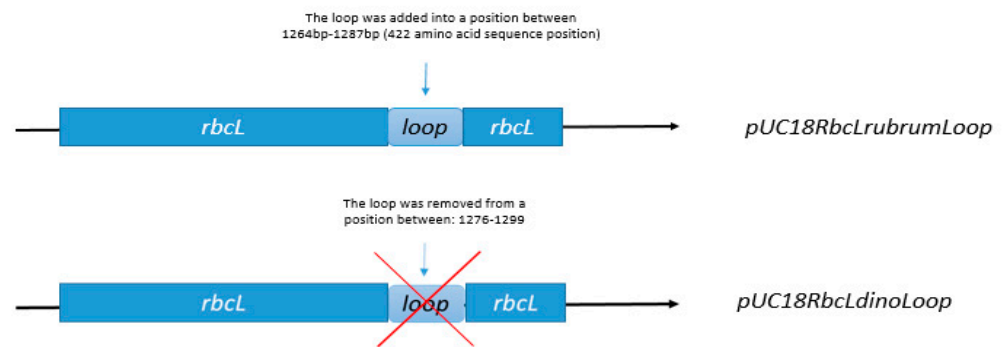 The loop was added into a position between
1264bp-1287bp (422 amino acid sequence position)
rbcL loop rbcL pUC18RbcLrubrumLoop
The loop was removed from a
position between: 1276-1299
rbcL loop rbcL pUC18RbcLdinoLoop